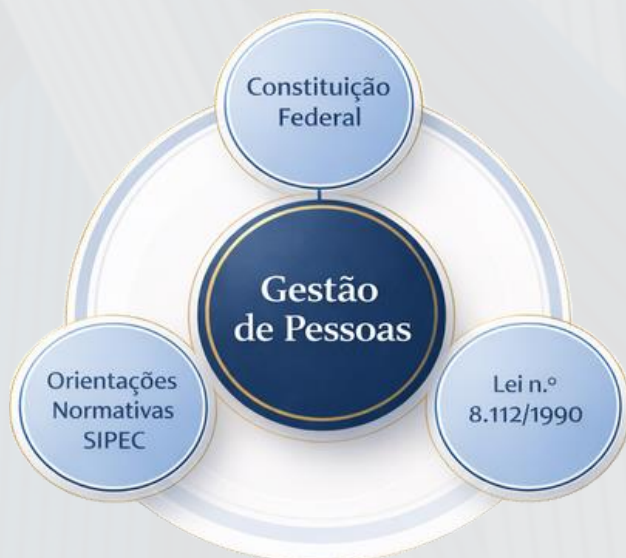 Constituição
Federal
Gestão
de Pessoas
Orientações
Normativas
SIPEC
Lei n.º
8.112/1990